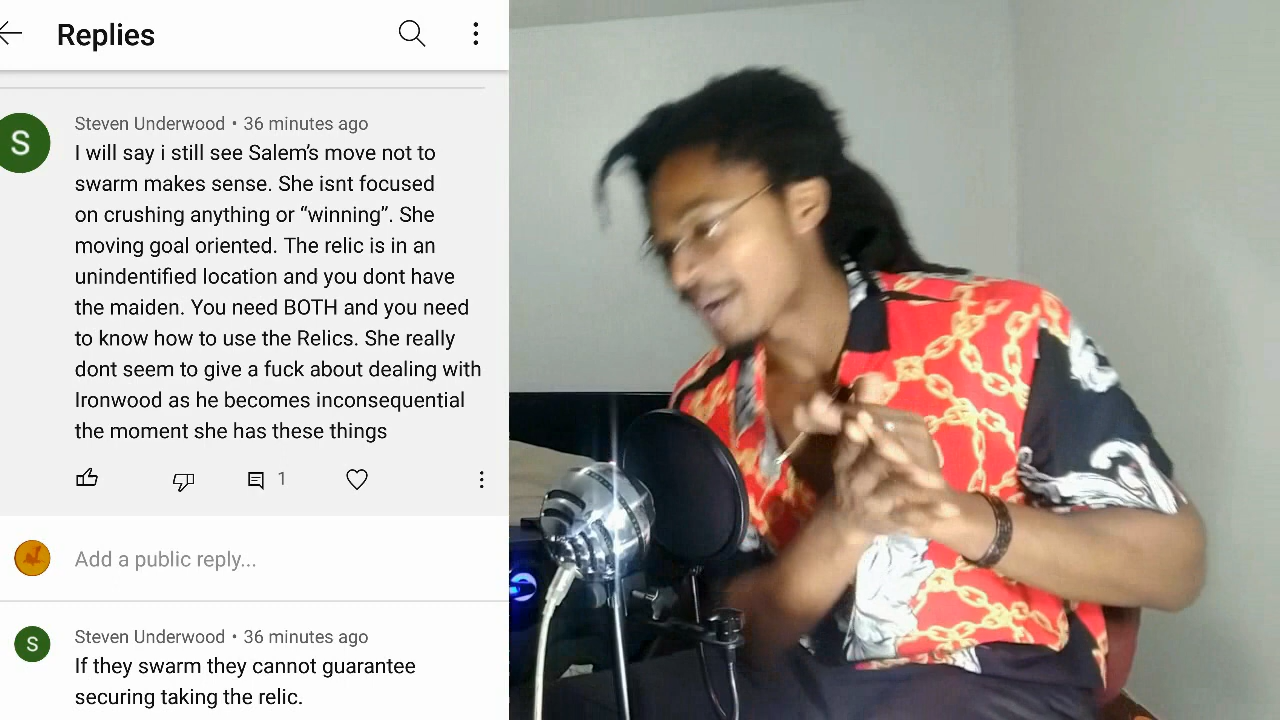 Replies
Steven Underwood • 36 minutes ago
S
I will say i still see Salem's move not to
swarm makes sense. She isnt focused
on crushing anything or “winning”. She
moving goal oriented. The relic is in an
unindentified location and you dont have
the maiden. You need BOTH and you need
to know how to use the Relics. She really
dont seem to give a fuck about dealing with
Ironwood as he becomes inconsequential
the moment she has these things
1
Add a public reply...
Steven Underwood • 36 minutes ago
S
If they swarm they cannot guarantee
securing taking the relic.